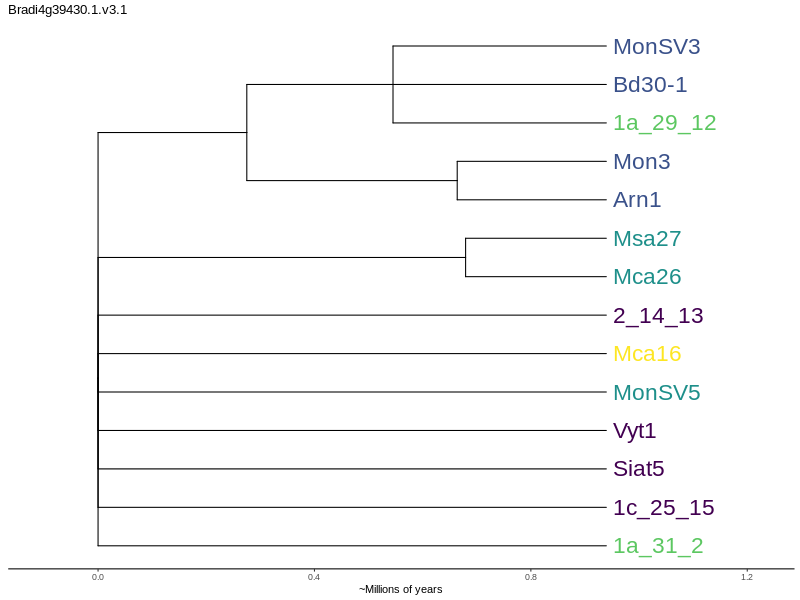 Bradi4g39430.1.v3.1
MonSV3
Bd30-1
1a_29_12
Mon3
Arn1
Msa27
Mca26
2_14_13
Mca16
MonSV5
Vyt1
Siat5
1c_25_15
1a_31_2
0.0 0.4 0.8 1.2
~Millions of years